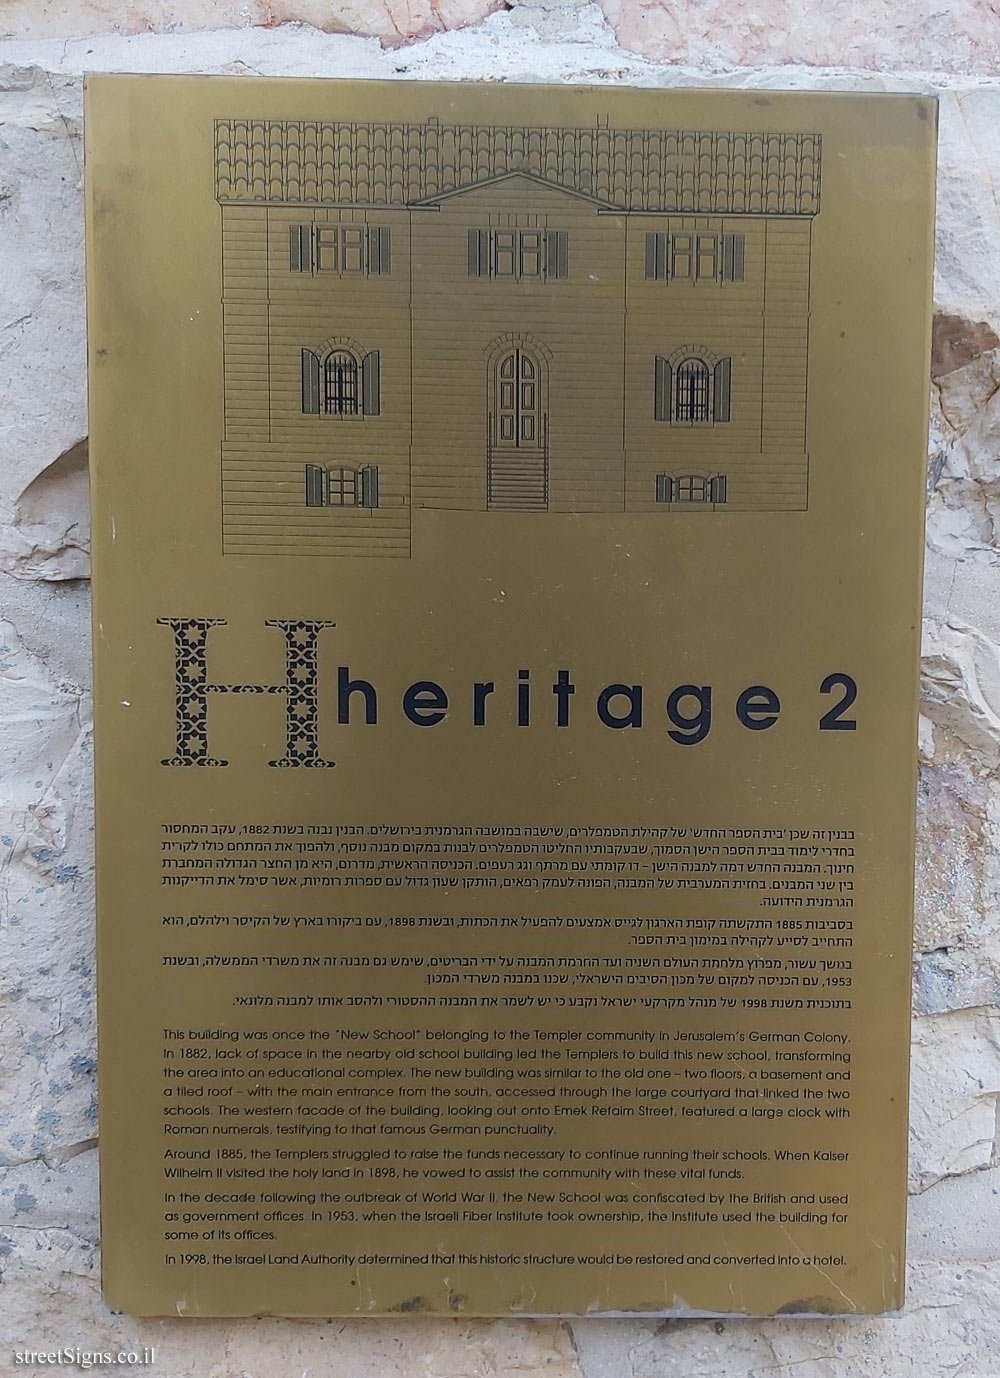 H heritage 2
בבנין זה שכן 'בית הספר החדש' של קהילת הטמפלרים, שישבה במושבה הגרמנית בירושלים. הבנין נבנה בשנת 1882, עקב המחסור
בחדרי לימוד בבית הספר הישן הסמוך, שבעקבותיו החליטו הטמפלרים לבנות במקום מבנה נוסף, ולהפוך את המתחם כולו לקרית
חינוך. המבנה החדש דמה למבנה הישן – דו קומתי עם מרתף וגג רעפים. הכניסה הראשית, מדרום, היא מן החצר הגדולה המחברת
בין שני המבנים. בחזית המערבית של המבנה, הפונה לעמק רפאים, הותקן שעון גדול עם ספרות רומיות, אשר סימל את הדייקנות
הגרמנית הידועה.
בסביבות 1885 התקשתה קופת הארגון לגייס אמצעים להפעיל את הכתות, ובשנת 1898, עם ביקורו בארץ של הקיסר וילהלם, הוא
התחייב לסייע לקהילה במימון בית הספר.
במשך עשור, מפרוץ מלחמת העולם השניה ועד החרמת המבנה על ידי הבריטים, שימש גם מבנה זה את משרדי הממשלה, ובשנת
1953, עם הכניסה למקום של מכון הסיבים הישראלי, שכנו במבנה משרדי המכון.
בתוכנית משנת 1998 של מנהל מקרקעי ישראל נקבע כי יש לשמר את המבנה ההסטורי ולהסב אותו למבנה מלונאי.
This building was once the "New School" belonging to the Templer community in Jerusalem's German Colony.
In 1882, lack of space in the nearby old school building led the Templers to build this new school, transforming
the area into an educational complex. The new building was similar to the old one – two floors, a basement and
a tiled roof – with the main entrance from the south, accessed through the large courtyard that linked the two
schools. The western facade of the building, looking out onto Emek Refaim Street, featured a large clock with
Roman numerals, testifying to that famous German punctuality.
Around 1885, the Templers struggled to raise the funds necessary to continue running their schools. When Kaiser
Wilhelm II visited the holy land in 1898, he vowed to assist the community with these vital funds.
In the decade following the outbreak of World War II, the New School was confiscated by the British and used
as government offices. In 1953, when the Israeli Fiber Institute took ownership, the Institute used the building for
some of its offices.
In 1998, the Israel Land Authority determined that this historic structure would be restored and converted into a hotel.
streetSigns.co.il